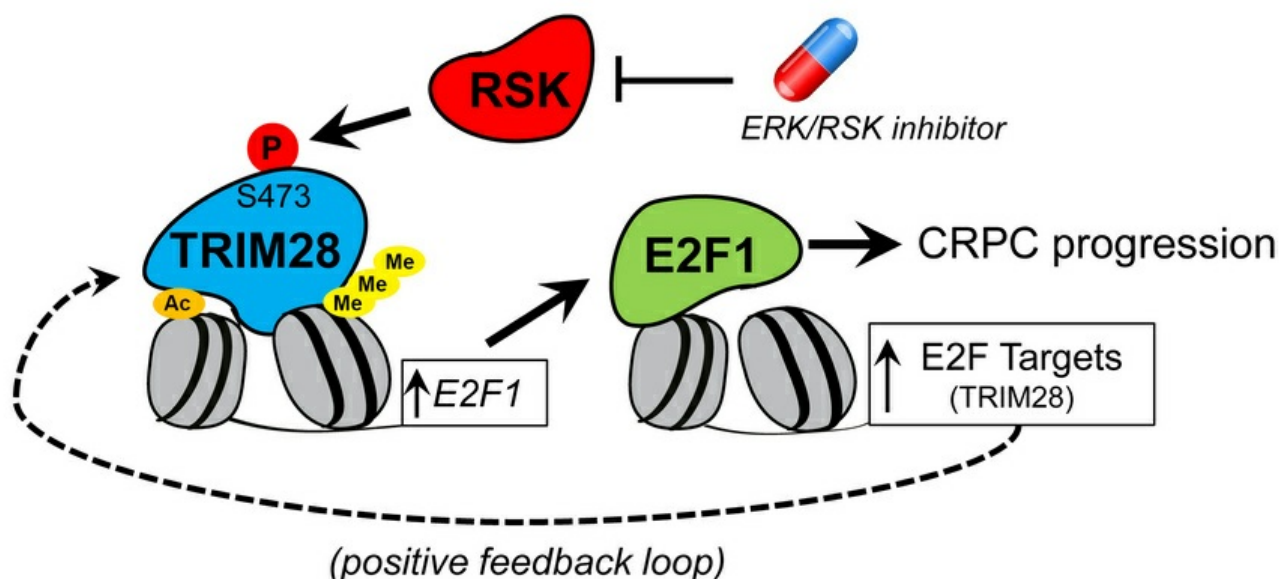 RSK
ERK/RSK inhibitor
P
S473
TRIM28
Me
Me
Me
Ac
E2F1
E2F1
CRPC progression
E2F Targets
(TRIM28)
(positive feedback loop)